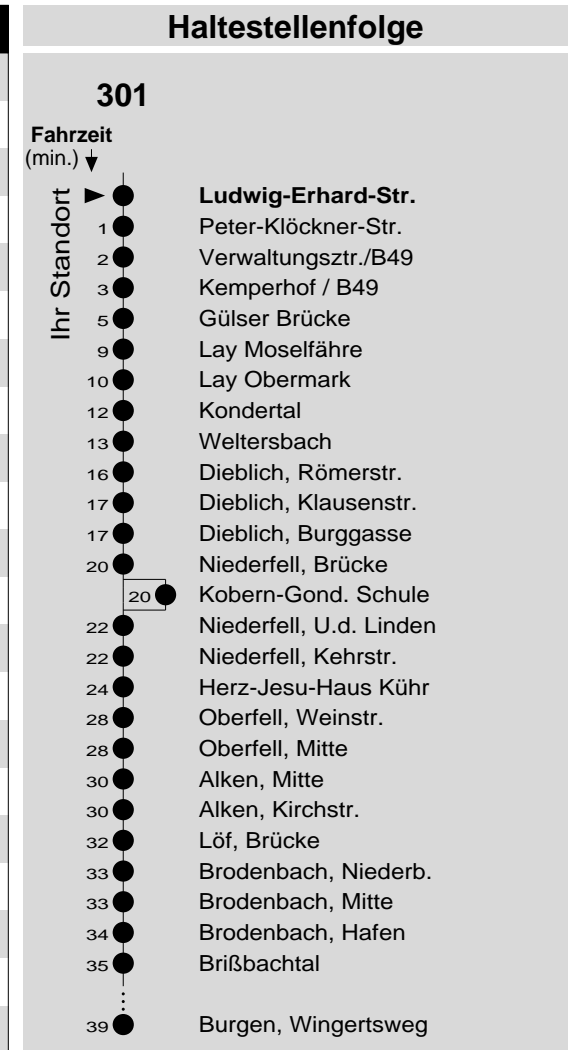 Haltestellenfolge
301
Fahrzeit
(min.)
Ihr Standort
Ludwig-Erhard-Str.
1 Peter-Klöckner-Str.
2 Verwaltungsztr./B49
3 Kemperhof / B49
5 Gülser Brücke
9 Lay Moselfähre
10 Lay Obermark
12 Kondertal
13 Weltersbach
16 Dieblich, Römerstr.
17 Dieblich, Klausenstr.
17 Dieblich, Burggasse
20 Niederfell, Brücke
20 Kobern-Gond. Schule
22 Niederfell, U.d. Linden
22 Niederfell, Kehrstr.
24 Herz-Jesu-Haus Kühr
28 Oberfell, Weinstr.
28 Oberfell, Mitte
30 Alken, Mitte
30 Alken, Kirchstr.
32 Löf, Brücke
33 Brodenbach, Niederb.
33 Brodenbach, Mitte
34 Brodenbach, Hafen
35 Brißbachtal
39 Burgen, Wingertsweg